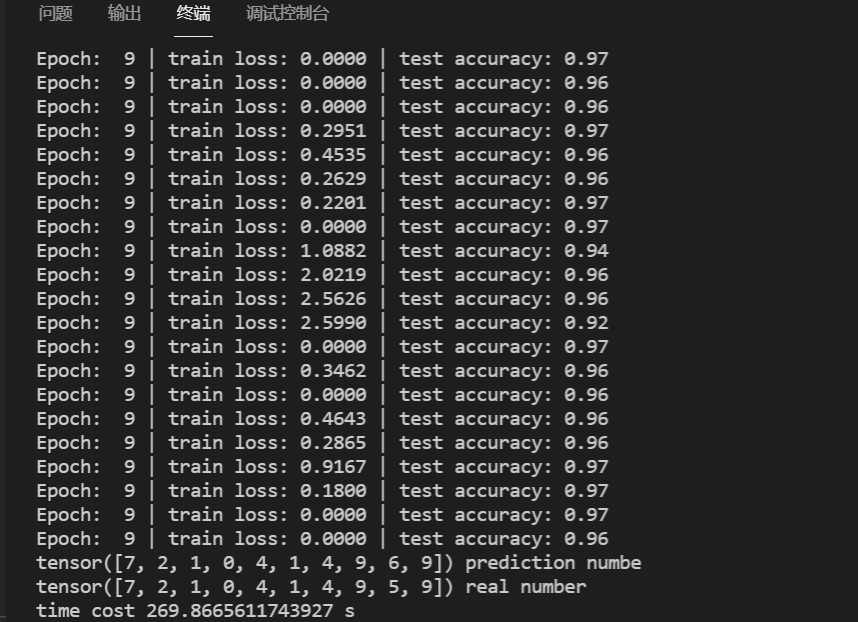 问题 输出 终端 调试控制台
Epoch:  9 | train loss: 0.0000 | test accuracy: 0.97
Epoch:  9 | train loss: 0.0000 | test accuracy: 0.96
Epoch:  9 | train loss: 0.0000 | test accuracy: 0.96
Epoch:  9 | train loss: 0.2951 | test accuracy: 0.97
Epoch:  9 | train loss: 0.4535 | test accuracy: 0.96
Epoch:  9 | train loss: 0.2629 | test accuracy: 0.96
Epoch:  9 | train loss: 0.2201 | test accuracy: 0.97
Epoch:  9 | train loss: 0.0000 | test accuracy: 0.97
Epoch:  9 | train loss: 1.0882 | test accuracy: 0.94
Epoch:  9 | train loss: 2.0219 | test accuracy: 0.96
Epoch:  9 | train loss: 2.5626 | test accuracy: 0.96
Epoch:  9 | train loss: 2.5990 | test accuracy: 0.92
Epoch:  9 | train loss: 0.0000 | test accuracy: 0.97
Epoch:  9 | train loss: 0.3462 | test accuracy: 0.96
Epoch:  9 | train loss: 0.0000 | test accuracy: 0.96
Epoch:  9 | train loss: 0.4643 | test accuracy: 0.96
Epoch:  9 | train loss: 0.2865 | test accuracy: 0.96
Epoch:  9 | train loss: 0.9167 | test accuracy: 0.97
Epoch:  9 | train loss: 0.1800 | test accuracy: 0.97
Epoch:  9 | train loss: 0.0000 | test accuracy: 0.97
Epoch:  9 | train loss: 0.0000 | test accuracy: 0.96
tensor([7, 2, 1, 0, 4, 1, 4, 9, 6, 9]) prediction numbe
tensor([7, 2, 1, 0, 4, 1, 4, 9, 5, 9]) real number
time cost 269.8665611743927 s